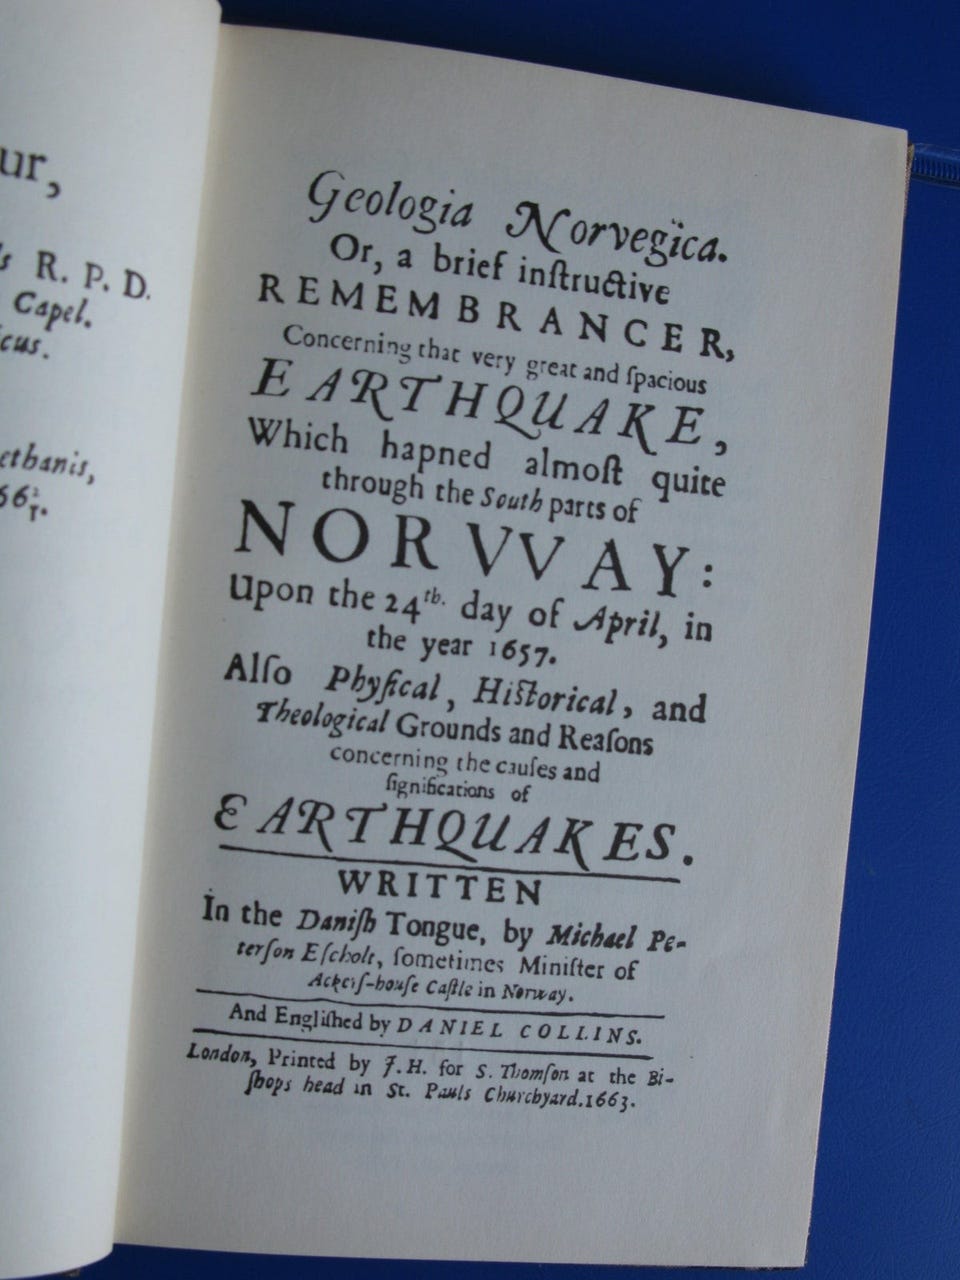 ur,
R. P. D.
Capel.
cus.
ethanis,
Geologia Norvegica.
Or, a brief inſtructive
REMEMBRANCER,
Concerning that very great and ſpacious
EARTHQUAKE,
Which hapned almoſt quite
through the South parts of
NORVVAY:
Upon the 24th. day of April, in
the year 1657.
Alſo Phyſical, Hiſtorical, and
Theological Grounds and Reaſons
concerning the cauſes and
ſignifications of
EARTHQUAKES.
WRITTEN
In the Daniſh Tongue, by Michael Pe-
terſon Eſcholt, ſometimes Miniſter of
Ackerſ-houſe Caſtle in Norway.
And Engliſhed by DANIEL COLLINS.
London, Printed by J. H. for S. Thomſon at the Bi-
ſhops head in St. Pauls Churchyard. 1663.